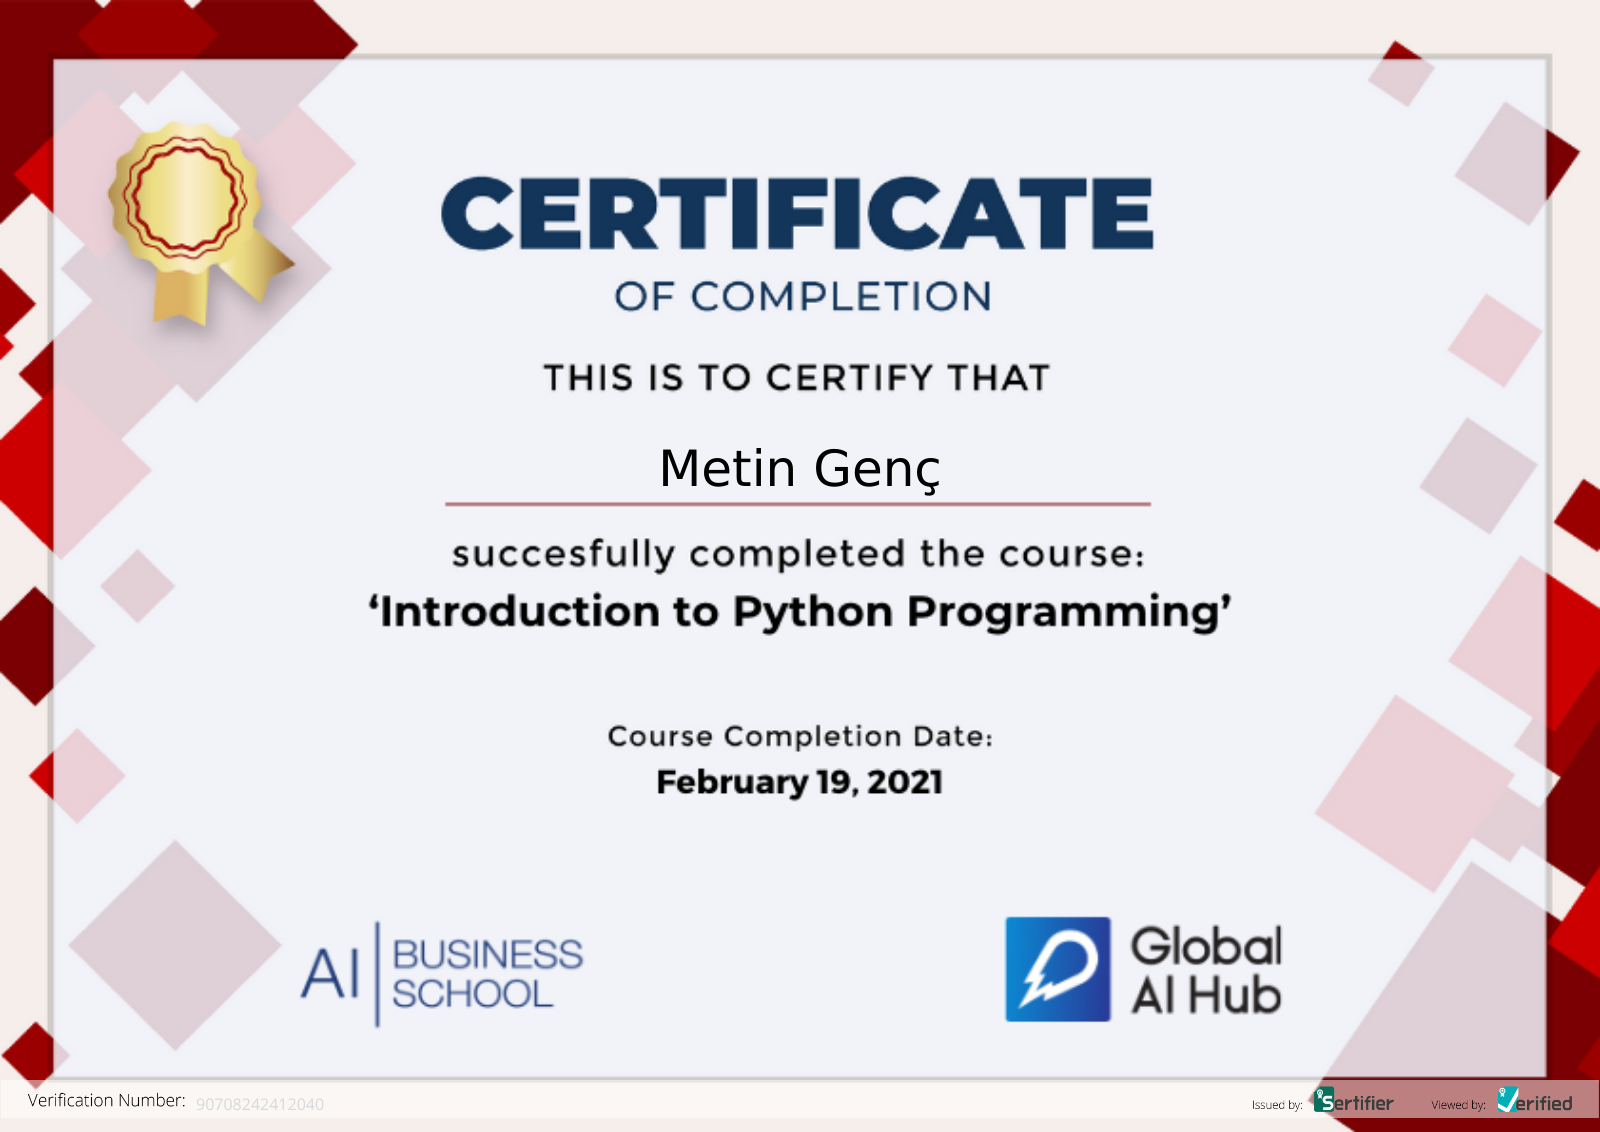 CERTIFICATE
OF COMPLETION
THIS IS TO CERTIFY THAT
Metin Genç
succesfully completed the course:
‘Introduction to Python Programming’
Course Completion Date:
February 19, 2021
AI BUSINESS
SCHOOL
Global
AI Hub
Verification Number: 90708242412040
Issued by: Sertifier Viewed by: Verified